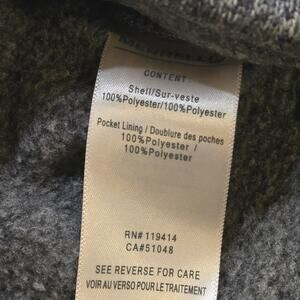 CONTENT
Shell/Sur-veste
100%Polyester/100%Polyester
Pocket Lining / Doublure des poches
100%Polyester /
100%Polyester
RN# 119414
CA#51048
SEE REVERSE FOR CARE
VOIR AU VERSO POUR LE TRAITEMENT